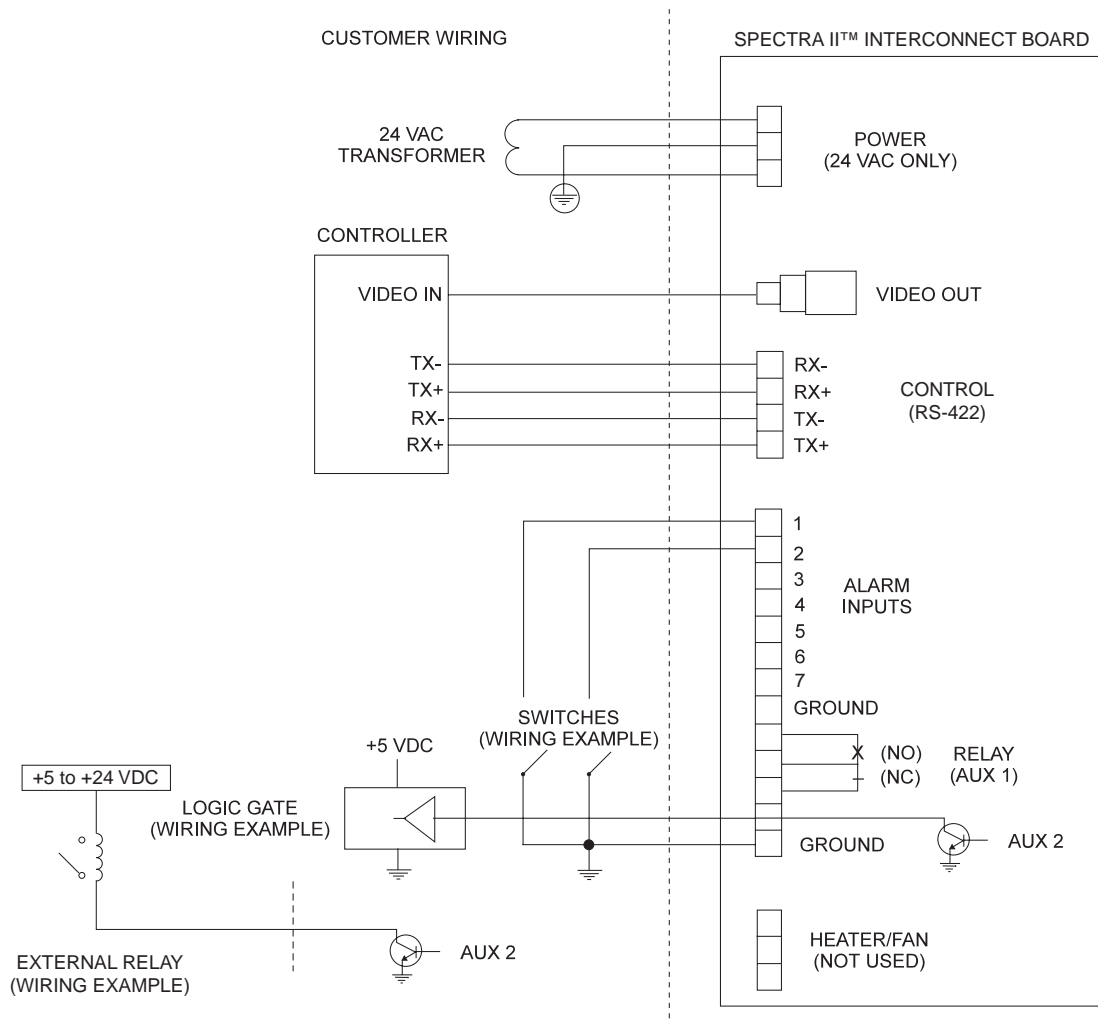 CUSTOMER WIRING
SPECTRA II™ INTERCONNECT BOARD
24 VAC
TRANSFORMER
POWER
(24 VAC ONLY)
CONTROLLER
VIDEO IN
VIDEO OUT
TX-
TX+
RX-
RX+
RX-
RX+
TX-
TX+
CONTROL
(RS-422)
1
2
3
4
5
6
7
ALARM
INPUTS
GROUND
SWITCHES
(WIRING EXAMPLE)
X (NO)
(NC)
RELAY
(AUX 1)
+5 VDC
+5 to +24 VDC
LOGIC GATE
(WIRING EXAMPLE)
GROUND
AUX 2
AUX 2
HEATER/FAN
(NOT USED)
EXTERNAL RELAY
(WIRING EXAMPLE)